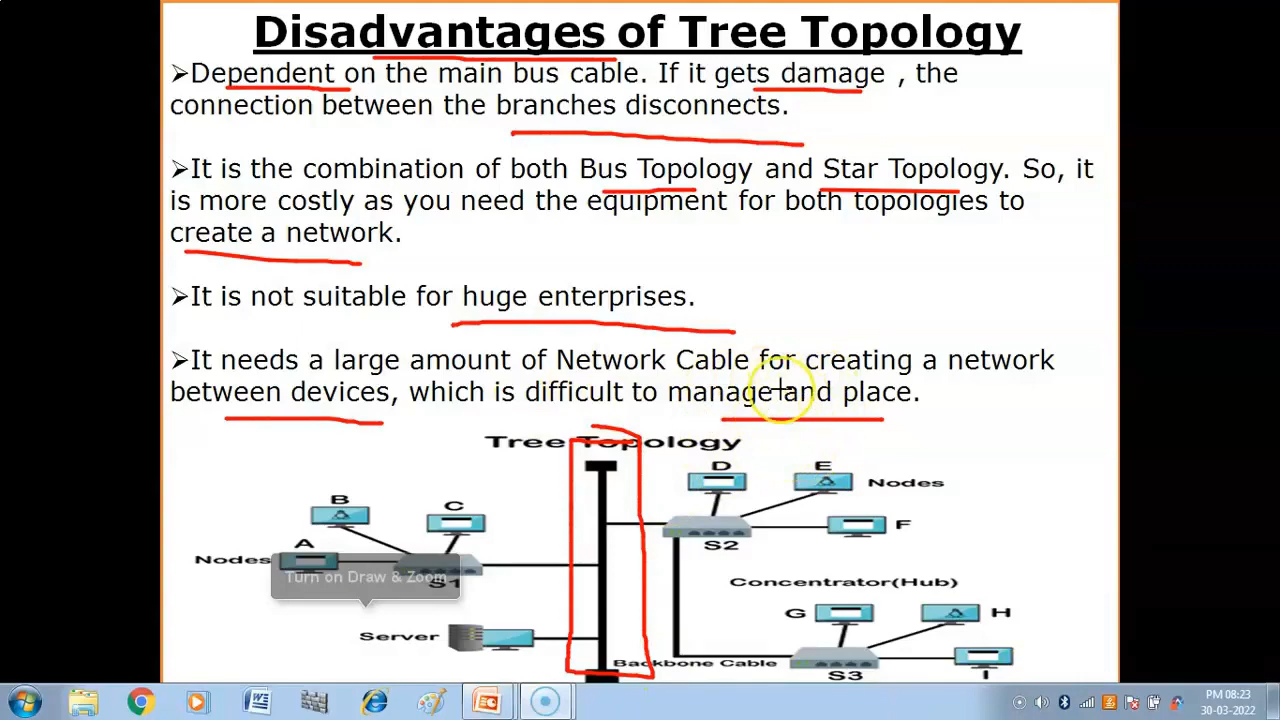 Disadvantages of Tree Topology
➢Dependent on the main bus cable. If it gets damage , the
connection between the branches disconnects.
➢It is the combination of both Bus Topology and Star Topology. So, it
is more costly as you need the equipment for both topologies to
create a network.
➢It is not suitable for huge enterprises.
➢It needs a large amount of Network Cable for creating a network
between devices, which is difficult to manage and place.
Tree Topology
D E Nodes
B C
F
S2
A
Nodes
Turn on Draw & Zoom
S1
Concentrator(Hub)
G H
Server
Backbone Cable
S3 I
PM 08:23
30-03-2022